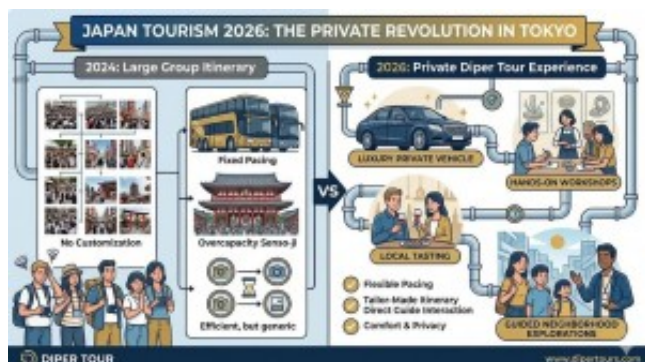 JAPAN TOURISM 2026: THE PRIVATE REVOLUTION IN TOKYO
2024: Large Group Itinerary
No Customization
Fixed Pacing
Overcapacity Senso-ji
Efficient, but generic
VS
2026: Private Diper Tour Experience
LUXURY PRIVATE VEHICLE
HANDS-ON WORKSHOPS
LOCAL TASTING
Flexible Pacing
Tailor-Made Itinerary
Direct Guide Interaction
Comfort & Privacy
GUIDED NEIGHBORHOOD
EXPLORATIONS
DIPER TOUR
www.dipertours.com